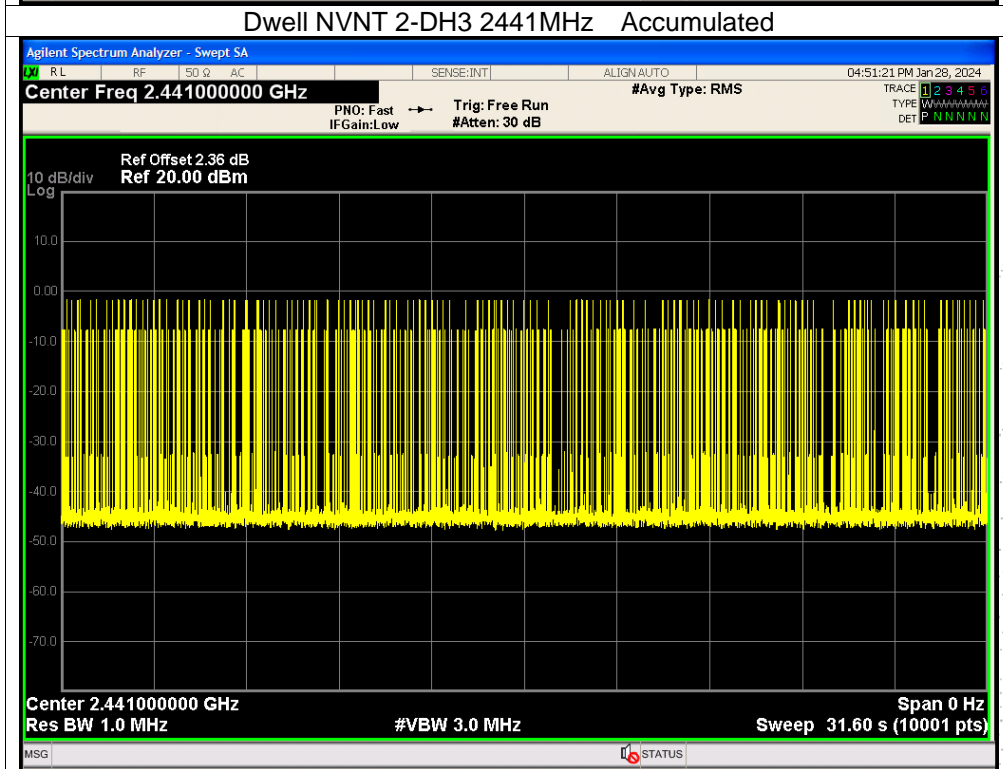 Dwell NVNT 2-DH3 2441MHz Accumulated
Agilent Spectrum Analyzer - Swept SA
LXI RL RF 50 Ω AC SENSE:INT ALIGN AUTO 04:51:21 PM Jan 28, 2024
Center Freq 2.441000000 GHz #Avg Type: RMS TRACE 1 2 3 4 5 6
PNO: Fast Trig: Free Run TYPE WWWWWW
IFGain:Low #Atten: 30 dB DET P N N N N N
Ref Offset 2.36 dB
10 dB/div Ref 20.00 dBm
Log
10.0
0.00
-10.0
-20.0
-30.0
-40.0
-50.0
-60.0
-70.0
Center 2.441000000 GHz Span 0 Hz
Res BW 1.0 MHz #VBW 3.0 MHz Sweep 31.60 s (10001 pts)
MSG STATUS